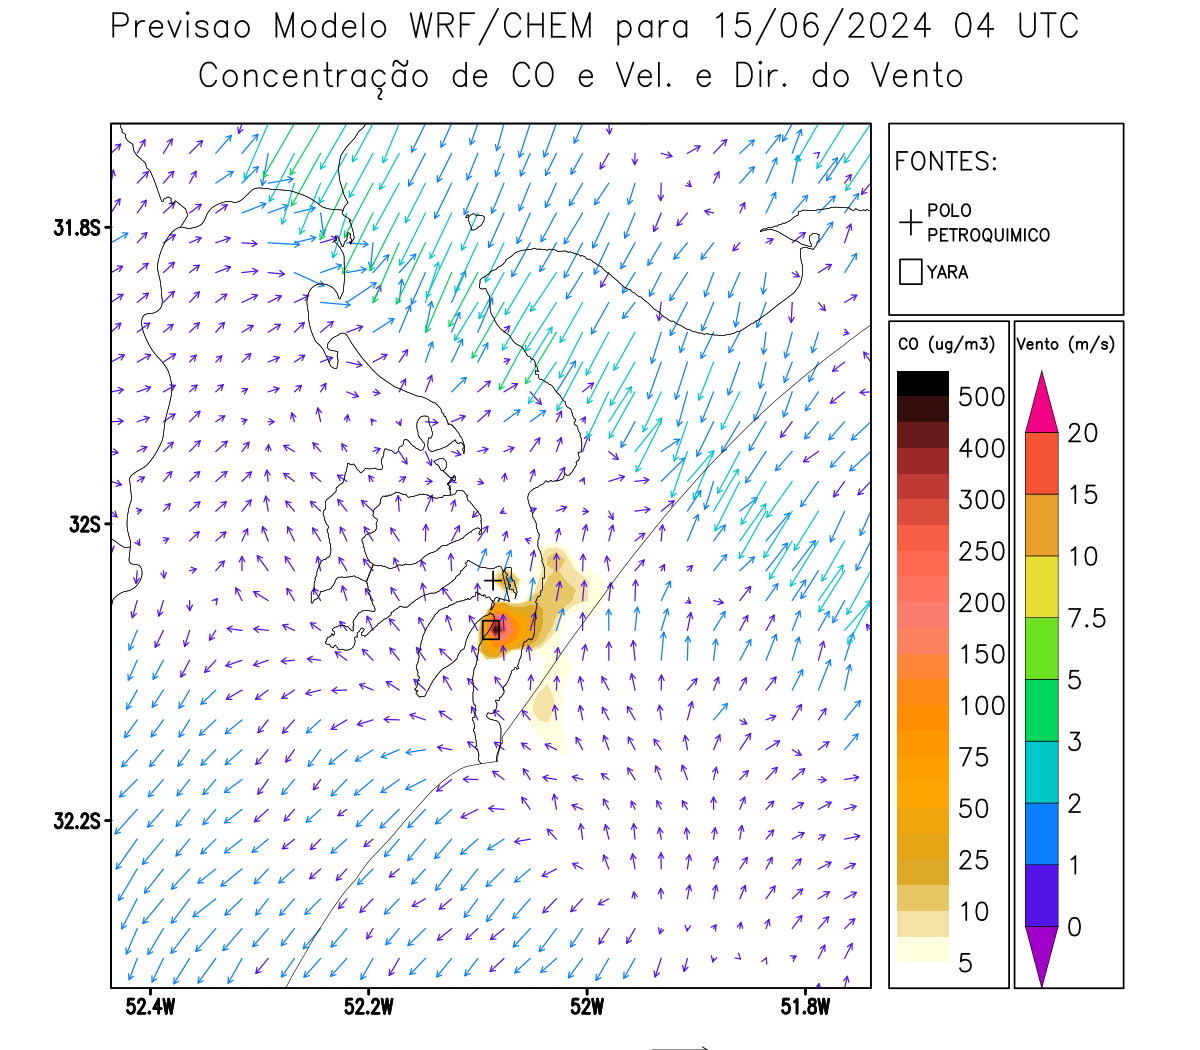 Previsao Modelo WRF/CHEM para 15/06/2024 04 UTC
Concentração de CO e Vel. e Dir. do Vento
FONTES:
POLO
PETROQUIMICO
YARA
CO (ug/m3)
500
400
300
250
200
150
100
75
50
25
10
5
Vento (m/s)
20
15
10
7.5
5
3
2
1
0
31.8S
32S
32.2S
52.4W
52.2W
52W
51.8W